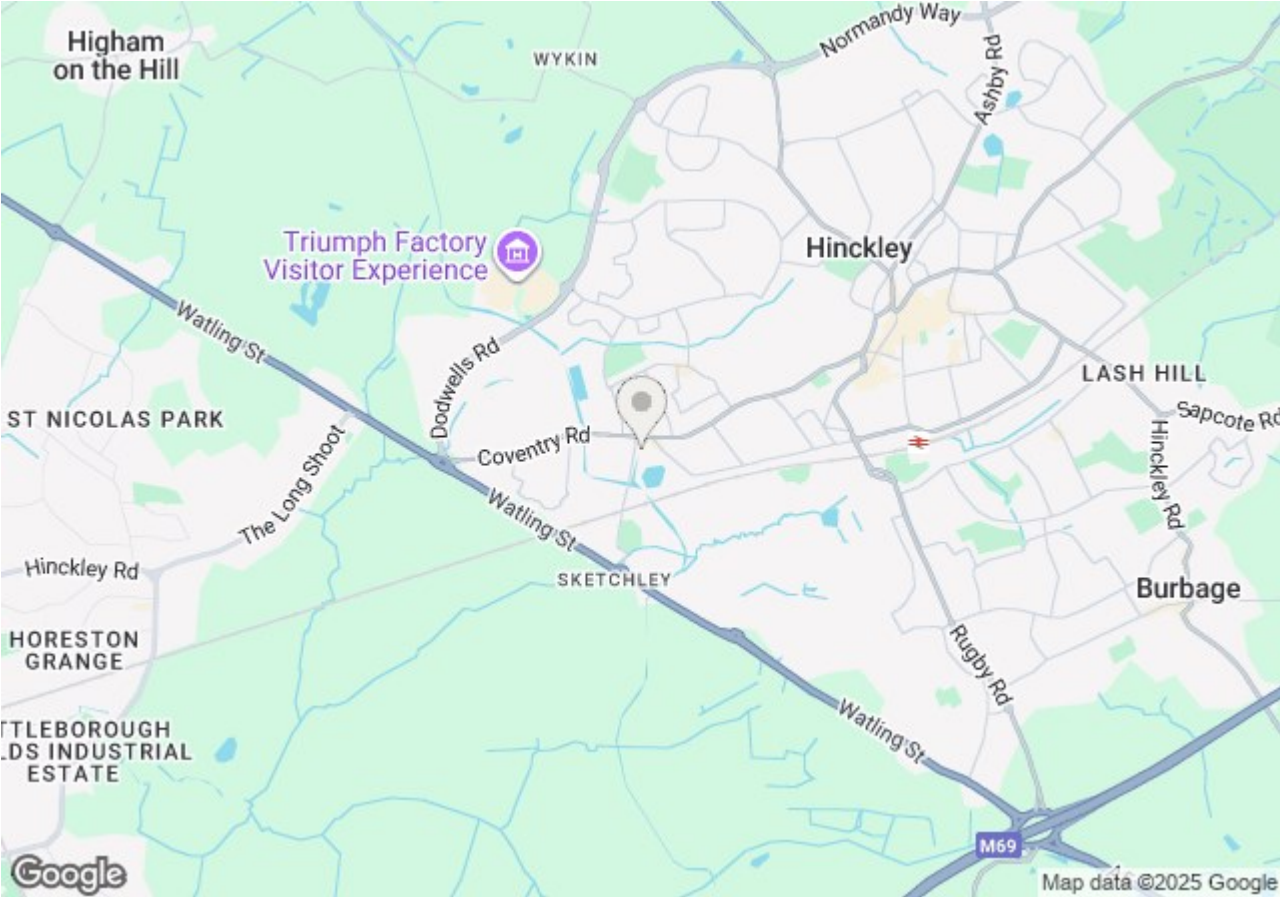 Higham
on the Hill
WYKIN
Normandy Way
Ashby Rd
Triumph Factory
Visitor Experience
Hinckley
Watling St
Dodwells Rd
LASH HILL
ST NICOLAS PARK
Sapcote Rd
Coventry Rd
The Long Shoot
Hinckley Rd
Watling St
Hinckley Rd
SKETCHLEY
Burbage
HORESTON
GRANGE
Rugby Rd
TTLEBOROUGH
LDS INDUSTRIAL
ESTATE
Watling St
M69
Google
Map data ©2025 Google